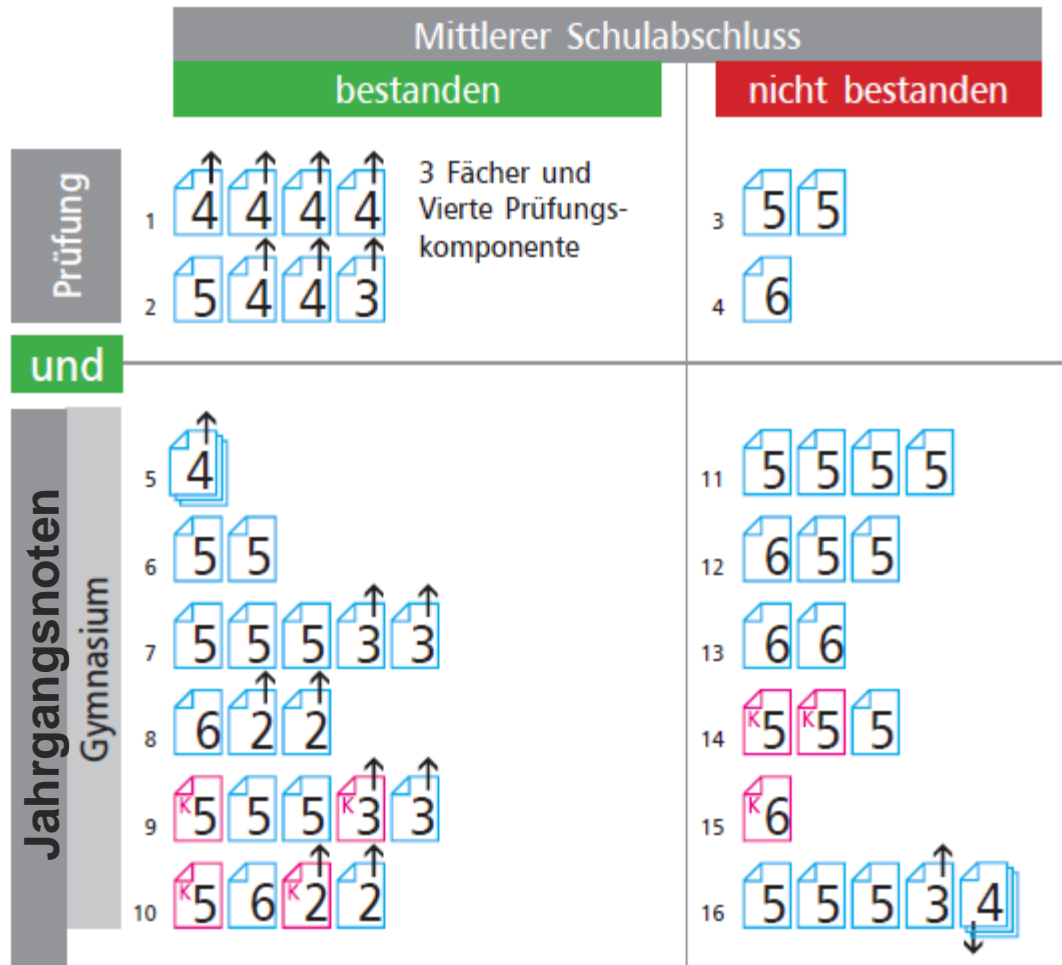 Mittlerer Schulabschluss
bestanden
nicht bestanden
Prüfung
1 4 4 4 4
3 Fächer und
Vierte Prüfungs-
komponente
2 5 4 4 3
3 5 5
4 6
und
Jahrgangsnoten
Gymnasium
5 4
6 5 5
7 5 5 5 3 3
8 6 2 2
9 K5 5 5 K3 3
10 K5 6 K2 2
11 5 5 5 5
12 6 5 5
13 6 6
14 K5 K5 5
15 K6
16 5 5 5 3 4